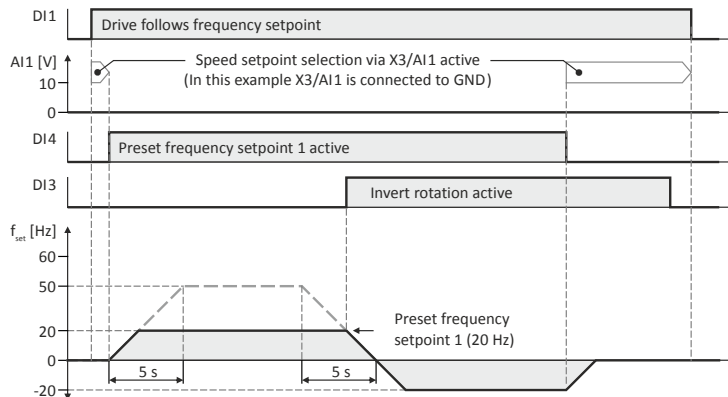 DI1
Drive follows frequency setpoint
AI1 [V]
Speed setpoint selection via X3/AI1 active
(In this example X3/AI1 is connected to GND)
10
0
DI4
Preset frequency setpoint 1 active
DI3
Invert rotation active
fset [Hz]
60
50
20
Preset frequency
setpoint 1 (20 Hz)
0
5 s
5 s
-20